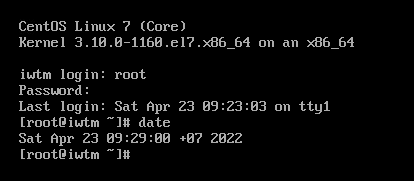 CentOS Linux 7 (Core)
Kernel 3.10.0-1160.el7.x86_64 on an x86_64
iwtm login: root
Password:
Last login: Sat Apr 23 09:23:03 on tty1
[root@iwtm ~]# date
Sat Apr 23 09:29:00 +07 2022
[root@iwtm ~]#